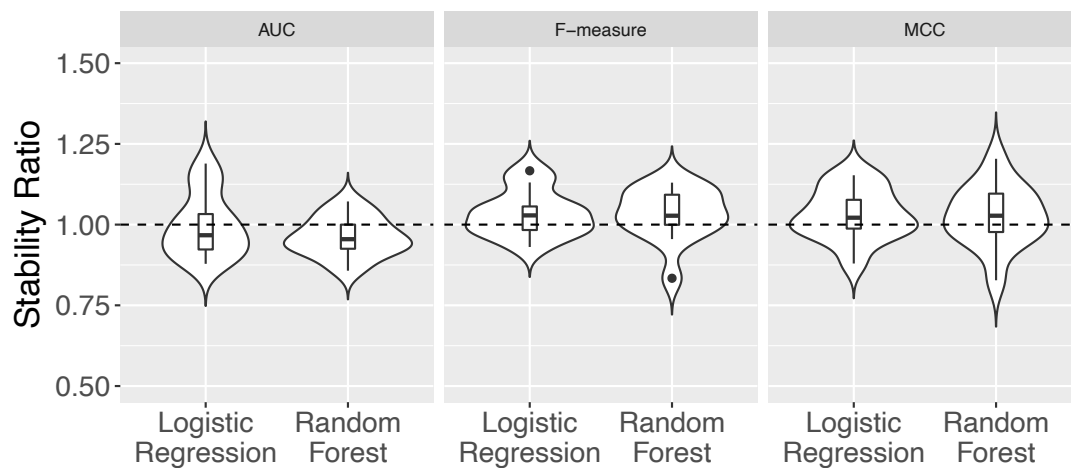 AUC
F−measure
MCC
Stability Ratio
1.50
1.25
1.00
0.75
0.50
Logistic
Regression
Random
Forest
Logistic
Regression
Random
Forest
Logistic
Regression
Random
Forest